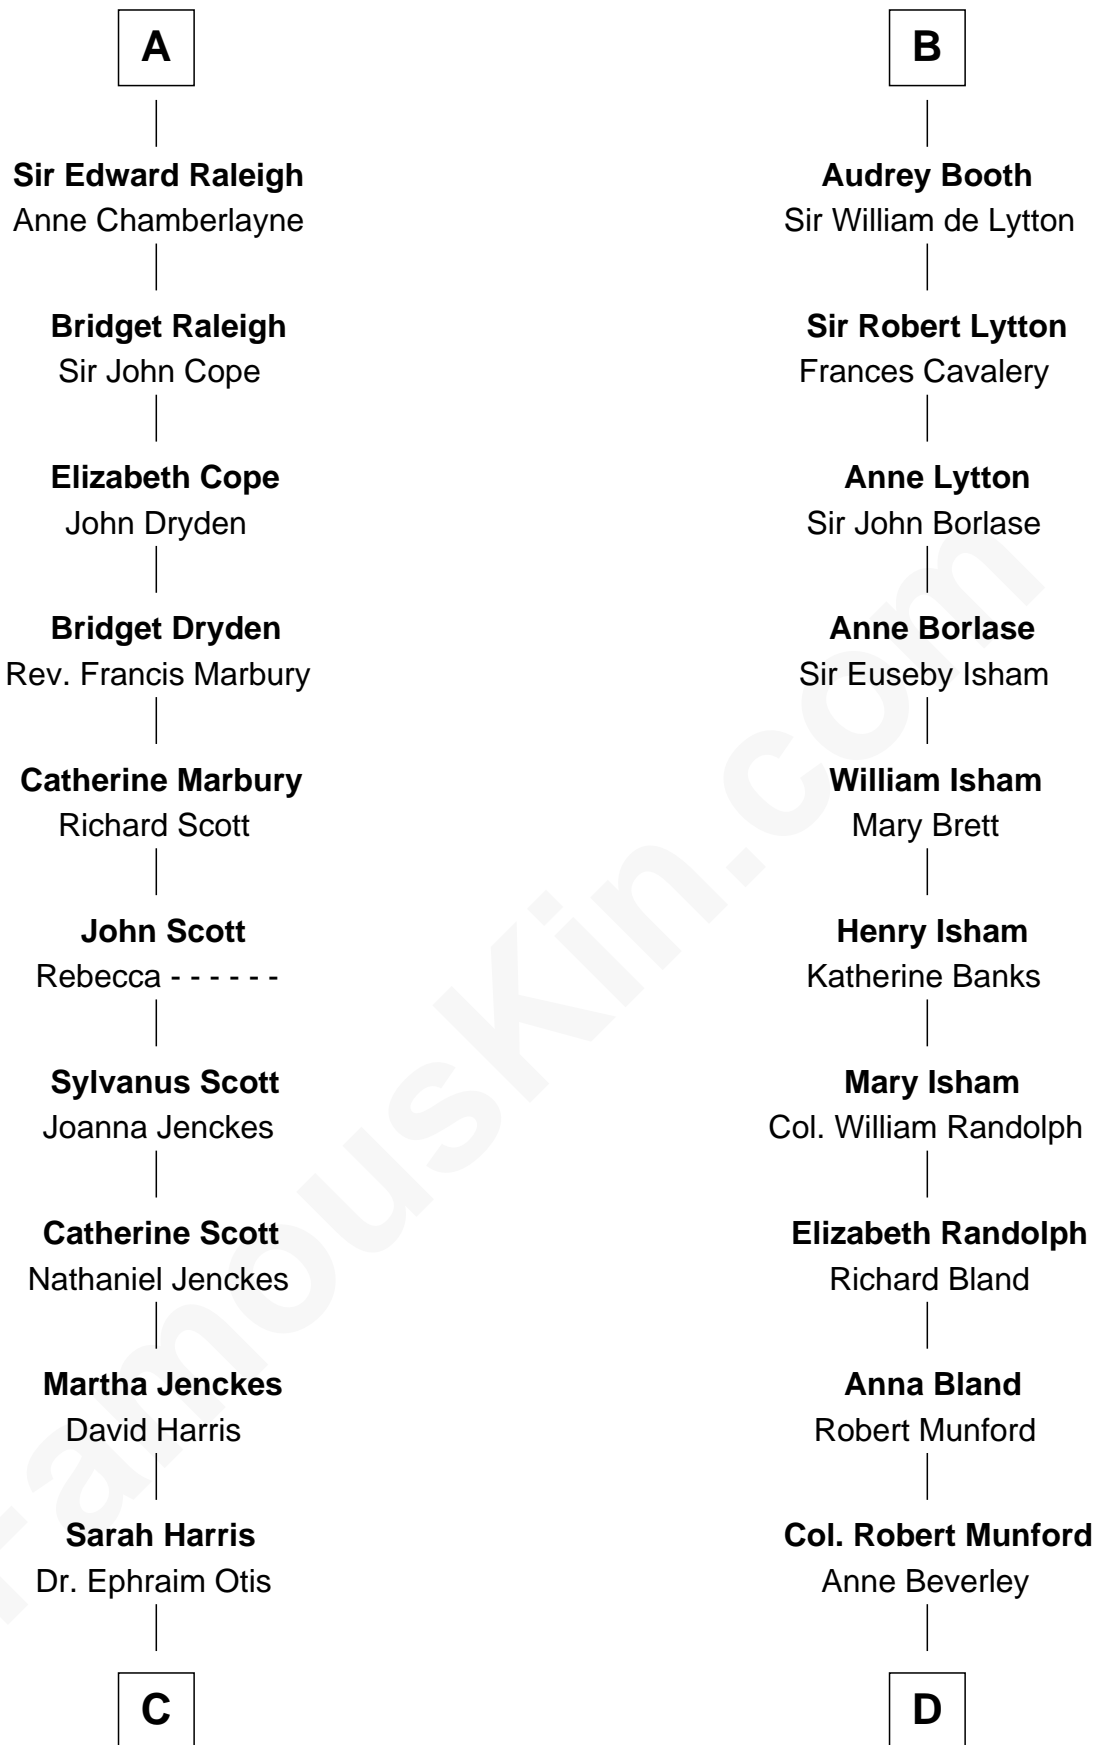 A
Sir Edward Raleigh
Anne Chamberlayne
Bridget Raleigh
Sir John Cope
Elizabeth Cope
John Dryden
Bridget Dryden
Rev. Francis Marbury
Catherine Marbury
Richard Scott
John Scott
Rebecca - - - - - -
Sylvanus Scott
Joanna Jenckes
Catherine Scott
Nathaniel Jenckes
Martha Jenckes
David Harris
Sarah Harris
Dr. Ephraim Otis
C
B
Audrey Booth
Sir William de Lytton
Sir Robert Lytton
Frances Cavalery
Anne Lytton
Sir John Borlase
Anne Borlase
Sir Euseby Isham
William Isham
Mary Brett
Henry Isham
Katherine Banks
Mary Isham
Col. William Randolph
Elizabeth Randolph
Richard Bland
Anna Bland
Robert Munford
Col. Robert Munford
Anne Beverley
D
FamousKin.com